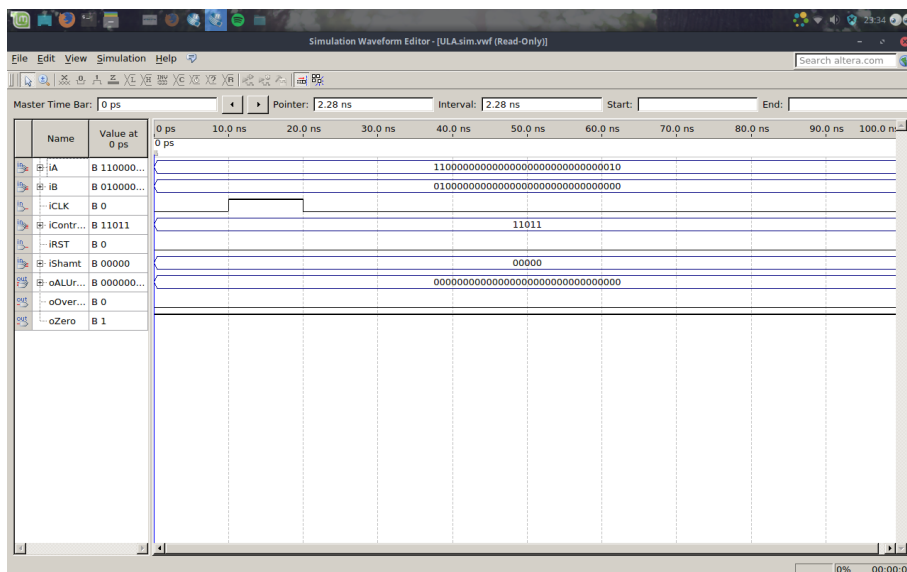 23:34
Simulation Waveform Editor - [ULA.sim.vwf (Read-Only)]
File Edit View Simulation Help
Search altera.com
Master Time Bar: 0 ps Pointer: 2.28 ns Interval: 2.28 ns Start: End:
Name Value at 0 ps
0 ps 10.0 ns 20.0 ns 30.0 ns 40.0 ns 50.0 ns 60.0 ns 70.0 ns 80.0 ns 90.0 ns 100.0 n
0 ps
iA B 110000... 11000000000000000000000000000010
iB B 010000... 01000000000000000000000000000000
iCLK B 0
iContr... B 11011 11011
iRST B 0
iShamt B 00000 00000
oALUr... B 000000... 00000000000000000000000000000000
oOver... B 0
oZero B 1
0% 00:00:0